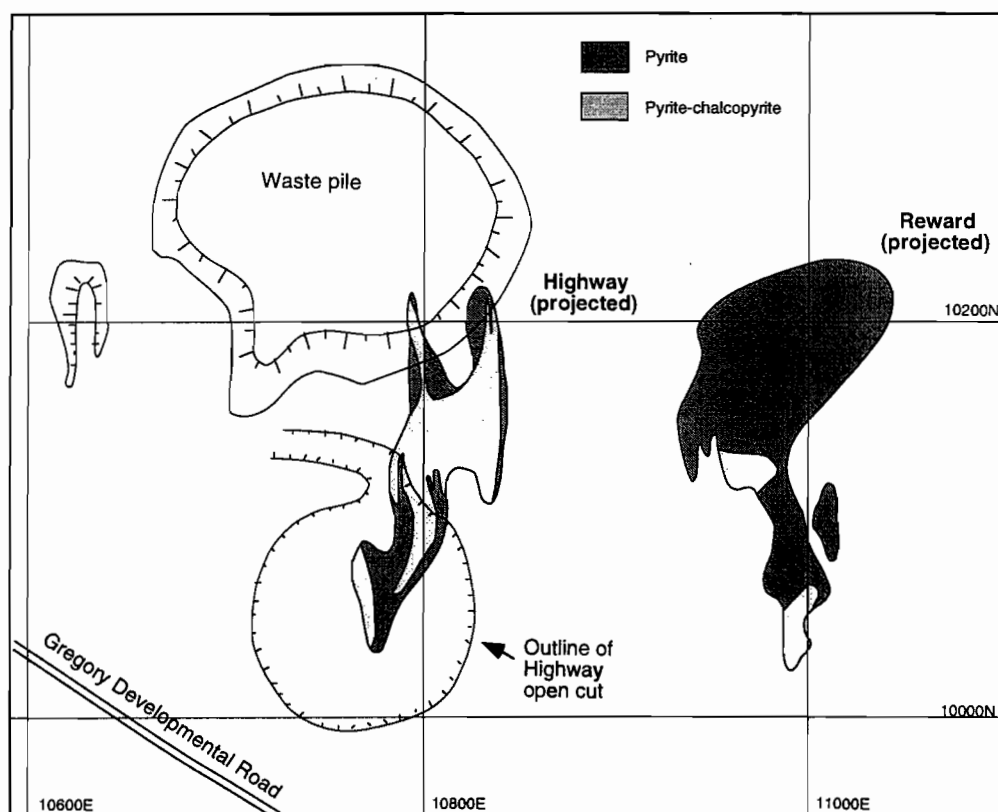 Pyrite
Pyrite-chalcopyrite
Waste pile
Reward
(projected)
Highway
(projected)
10200N
Outline of
Highway
open cut
Gregory Developmental Road
10000N
10600E
10800E
11000E